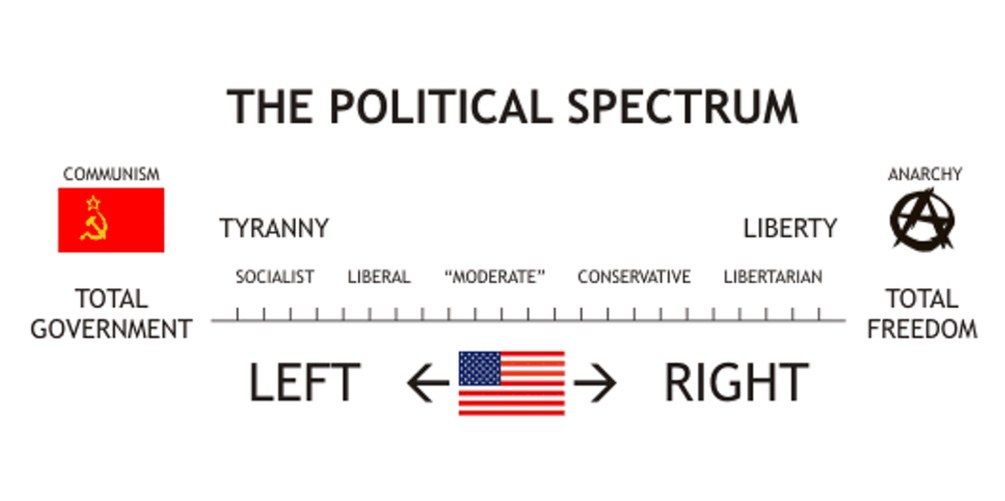 THE POLITICAL SPECTRUM
COMMUNISM
ANARCHY
TYRANNY
LIBERTY
SOCIALIST
LIBERAL
“MODERATE”
CONSERVATIVE
LIBERTARIAN
TOTAL
GOVERNMENT
TOTAL
FREEDOM
LEFT
RIGHT